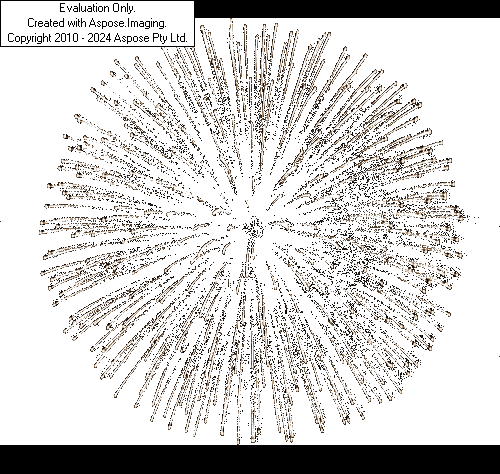 Evaluation Only.
Created with Aspose.Imaging.
Copyright 2010 - 2024 Aspose Pty Ltd.